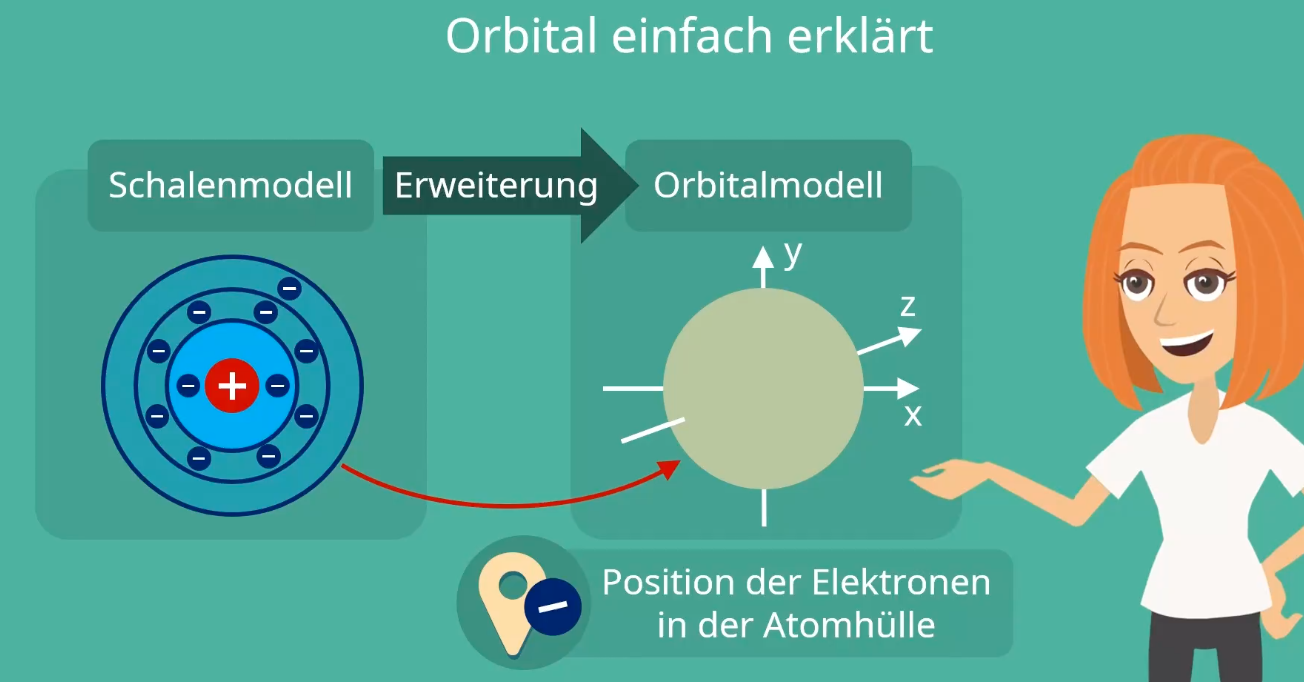 Orbital einfach erklärt
Schalenmodell
Erweiterung
Orbitalmodell
y
z
x
Position der Elektronen
in der Atomhülle